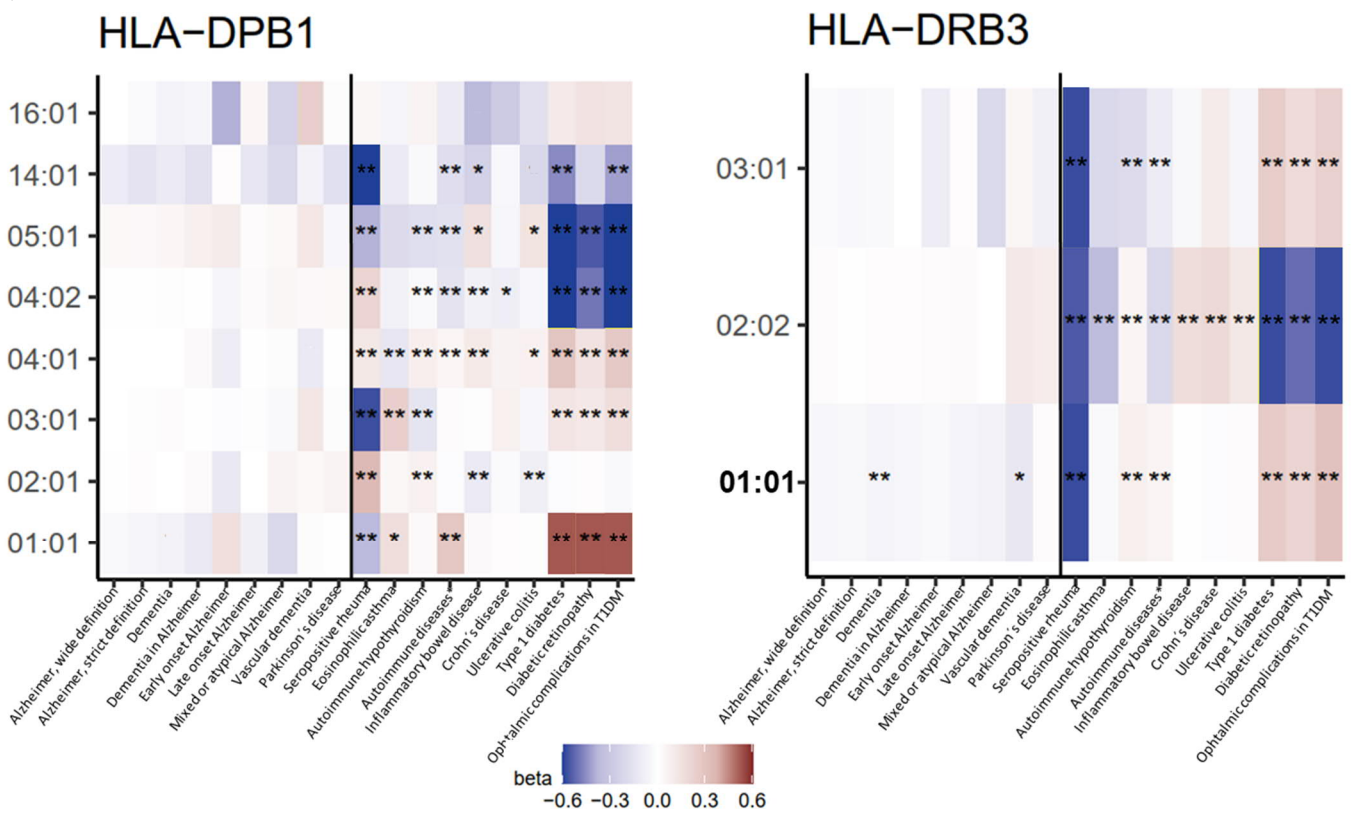 HLA−DPB1
16:01
14:01
** ** * ** **
05:01
** ** ** * * ** ** **
04:02
** ** ** ** * ** ** **
04:01
** ** ** ** ** * ** ** **
03:01
** ** ** ** ** **
02:01
** ** ** **
01:01
** * ** ** ** **
Alzheimer, wide definition
Alzheimer, strict definition
Dementia
Dementia in Alzheimer
Early onset Alzheimer
Late onset Alzheimer
Mixed or atypical Alzheimer
Vascular dementia
Parkinson´s disease
Seropositive rheuma
Eosinophilic asthma
Autoimmune hypothyroidism
Autoimmune diseases
Inflammatory bowel disease
Crohn´s disease
Ulcerative colitis
Type 1 diabetes
Diabetic retinopathy
Ophtalmic complications in T1DM
HLA−DRB3
03:01
** ** ** ** ** **
02:02
** ** ** ** ** ** ** ** ** **
01:01
** * ** ** ** ** ** **
Alzheimer, wide definition
Alzheimer, strict definition
Dementia
Dementia in Alzheimer
Early onset Alzheimer
Late onset Alzheimer
Mixed or atypical Alzheimer
Vascular dementia
Parkinson´s disease
Seropositive rheuma
Eosinophilic asthma
Autoimmune hypothyroidism
Autoimmune diseases *
Inflammatory bowel disease
Crohn´s disease
Ulcerative colitis
Type 1 diabetes
Diabetic retinopathy
Ophtalmic complications in T1DM
beta
−0.6 −0.3 0.0 0.3 0.6